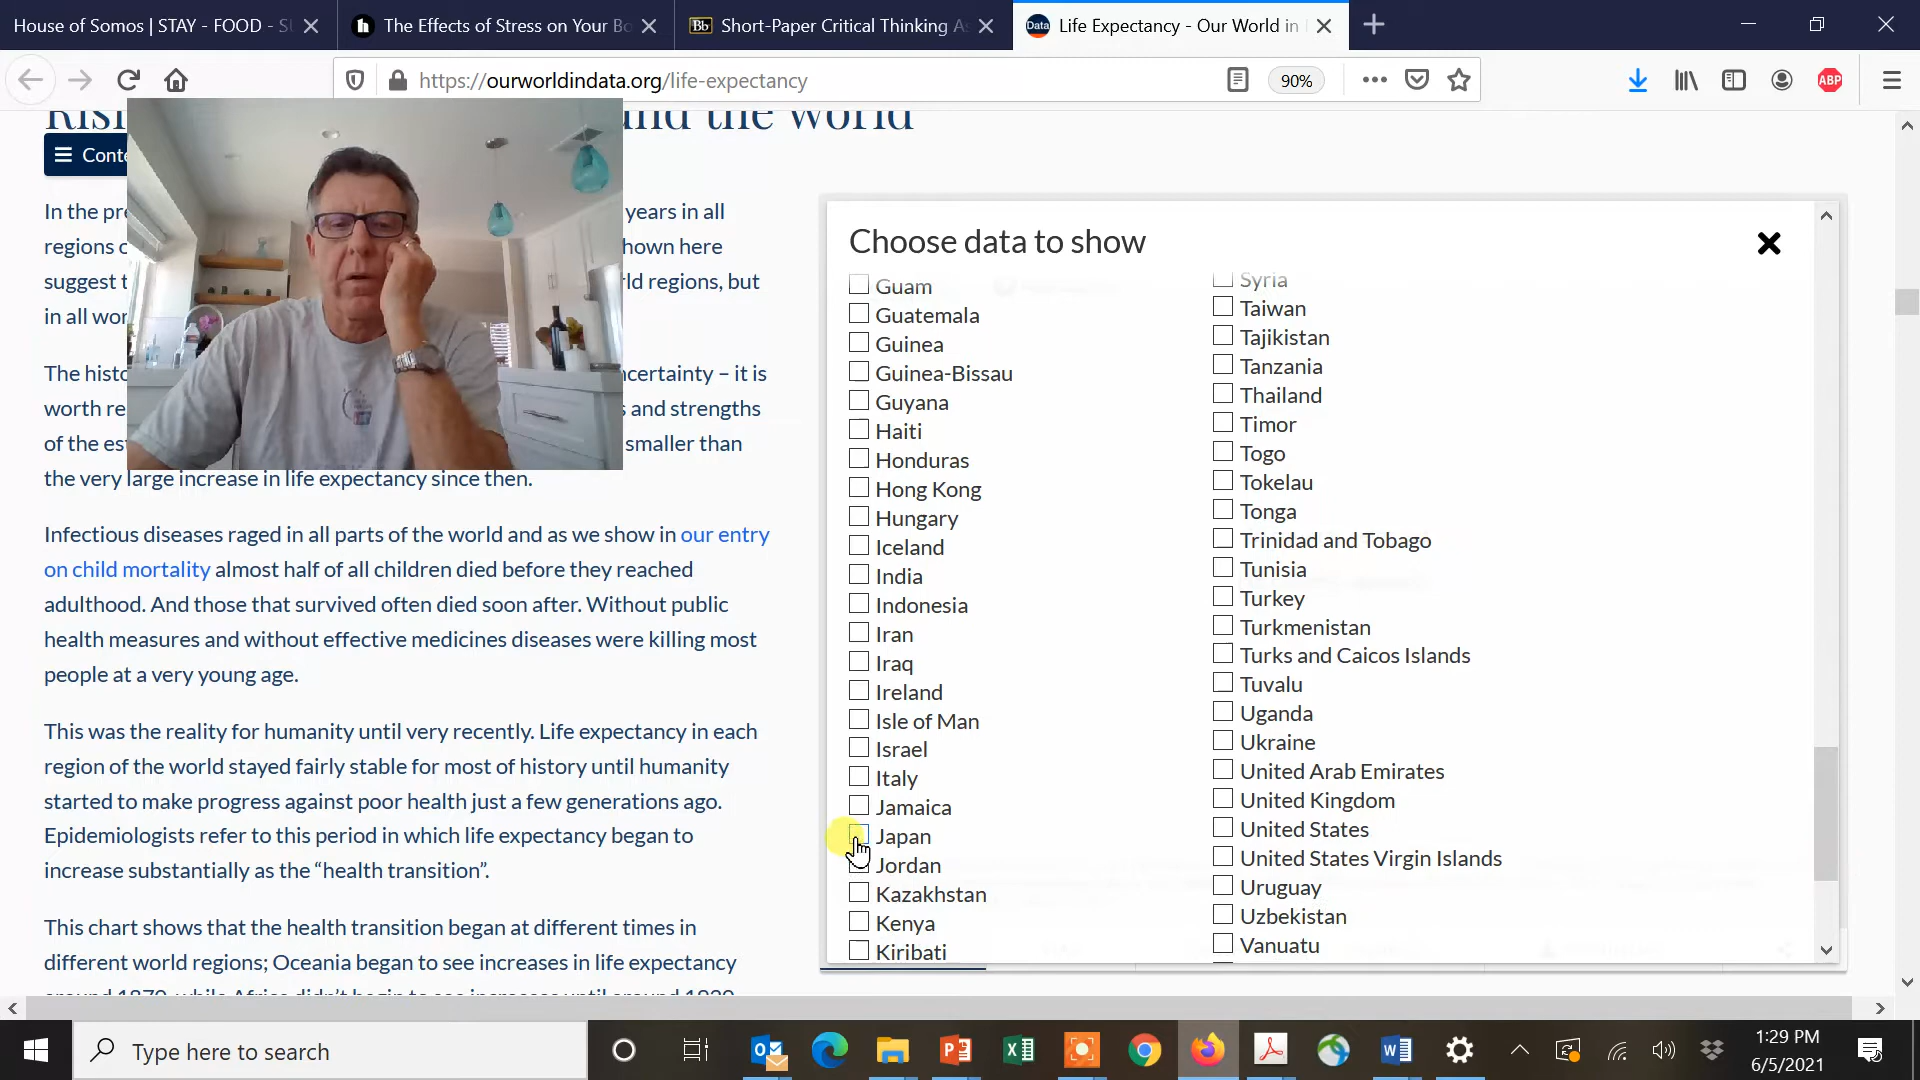 House of Somos | STAY - FOOD - S
The Effects of Stress on Your Bo
Bb Short-Paper Critical Thinking As
Data Life Expectancy - Our World in
https://ourworldindata.org/life-expectancy
90%
ABP
Conte
In the pre
years in all
regions o
hown here
suggest t
rld regions, but
in all wor
The histo
ncertainty – it is
worth re
s and strengths
of the est
smaller than
the very large increase in life expectancy since then.
Infectious diseases raged in all parts of the world and as we show in our entry
on child mortality almost half of all children died before they reached
adulthood. And those that survived often died soon after. Without public
health measures and without effective medicines diseases were killing most
people at a very young age.
This was the reality for humanity until very recently. Life expectancy in each
region of the world stayed fairly stable for most of history until humanity
started to make progress against poor health just a few generations ago.
Epidemiologists refer to this period in which life expectancy began to
increase substantially as the “health transition”.
This chart shows that the health transition began at different times in
different world regions; Oceania began to see increases in life expectancy
Choose data to show
Guam
Guatemala
Guinea
Guinea-Bissau
Guyana
Haiti
Honduras
Hong Kong
Hungary
Iceland
India
Indonesia
Iran
Iraq
Ireland
Isle of Man
Israel
Italy
Jamaica
Japan
Jordan
Kazakhstan
Kenya
Kiribati
Syria
Taiwan
Tajikistan
Tanzania
Thailand
Timor
Togo
Tokelau
Tonga
Trinidad and Tobago
Tunisia
Turkey
Turkmenistan
Turks and Caicos Islands
Tuvalu
Uganda
Ukraine
United Arab Emirates
United Kingdom
United States
United States Virgin Islands
Uruguay
Uzbekistan
Vanuatu
Type here to search
1:29 PM
6/5/2021